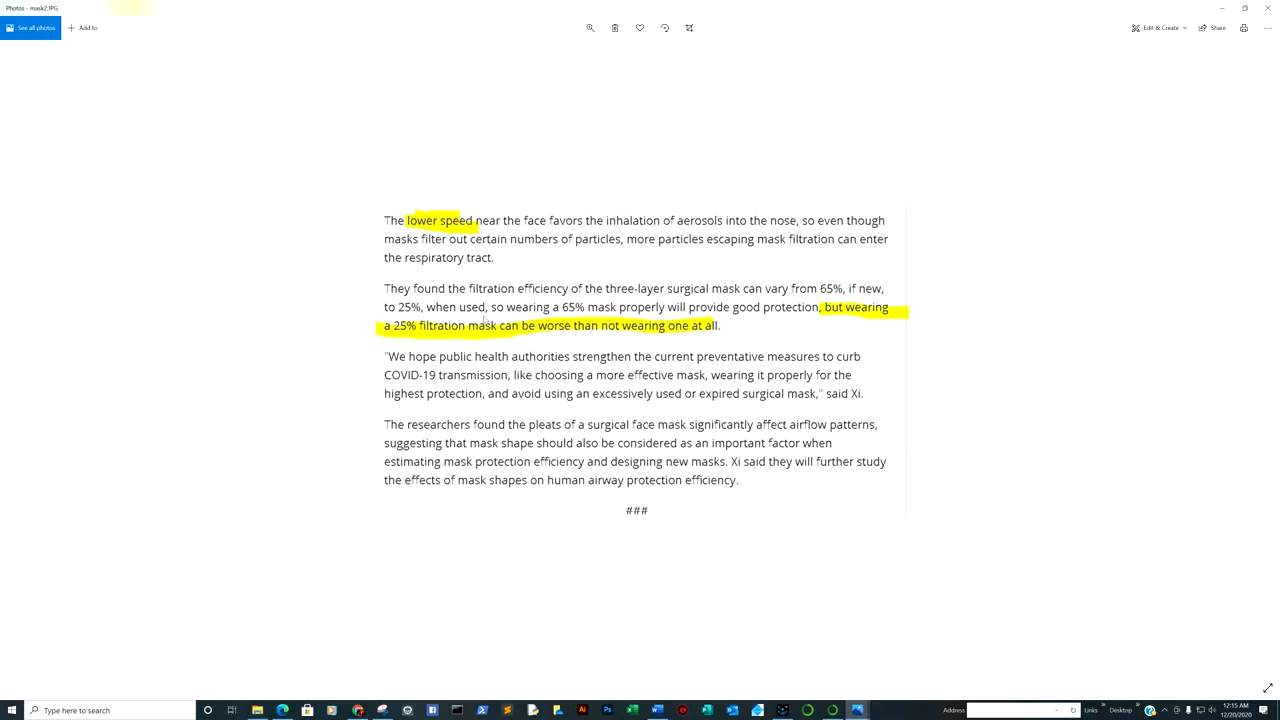 Photos - mask2.JPG
See all photos
Add to
Edit & Create
Share
The lower speed near the face favors the inhalation of aerosols into the nose, so even though
masks filter out certain numbers of particles, more particles escaping mask filtration can enter
the respiratory tract.
They found the filtration efficiency of the three-layer surgical mask can vary from 65%, if new,
to 25%, when used, so wearing a 65% mask properly will provide good protection, but wearing
a 25% filtration mask can be worse than not wearing one at all.
"We hope public health authorities strengthen the current preventative measures to curb
COVID-19 transmission, like choosing a more effective mask, wearing it properly for the
highest protection, and avoid using an excessively used or expired surgical mask," said Xi.
The researchers found the pleats of a surgical face mask significantly affect airflow patterns,
suggesting that mask shape should also be considered as an important factor when
estimating mask protection efficiency and designing new masks. Xi said they will further study
the effects of mask shapes on human airway protection efficiency.
###
Type here to search
Address
Links
Desktop
12:15 AM
12/20/2020